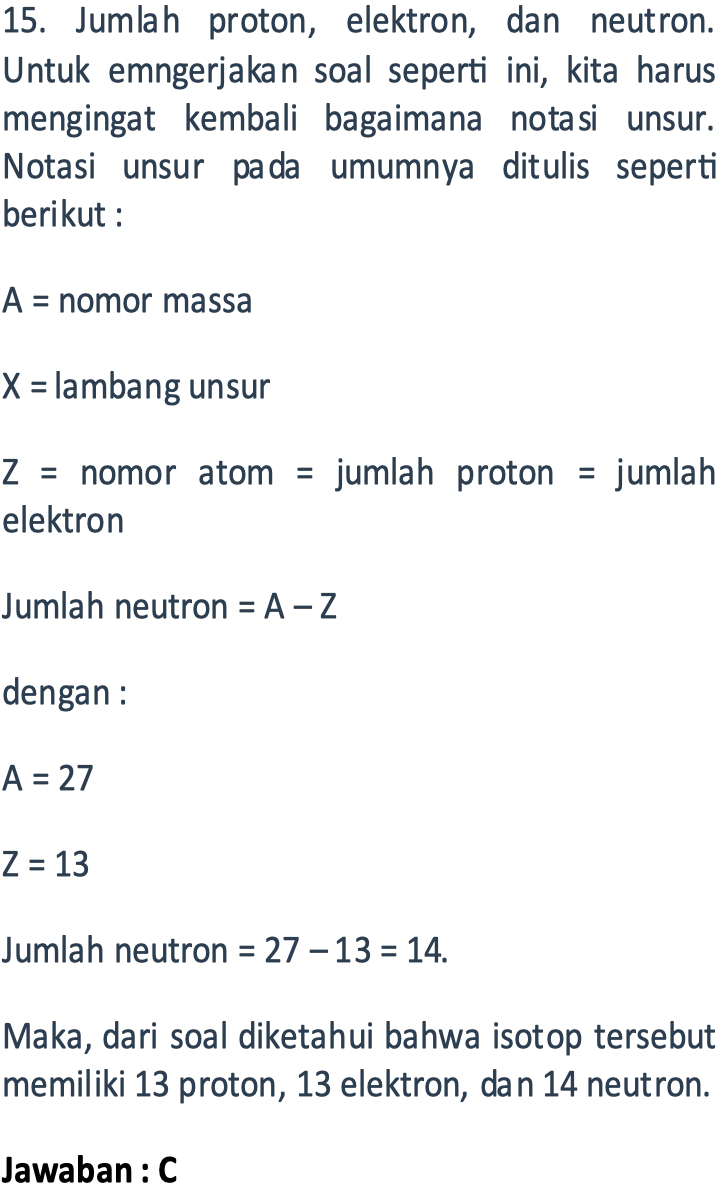 15. Jumlah proton, elektron, dan neutron.
Untuk emngerjakan soal seperti ini, kita harus
mengingat kembali bagaimana notasi unsur.
Notasi unsur pada umumnya ditulis seperti
berikut :
A = nomor massa
X = lambang unsur
Z = nomor atom = jumlah proton = jumlah
elektron
Jumlah neutron = A – Z
dengan :
A = 27
Z = 13
Jumlah neutron = 27 – 13 = 14.
Maka, dari soal diketahui bahwa isotop tersebut
memiliki 13 proton, 13 elektron, dan 14 neutron.
Jawaban : C